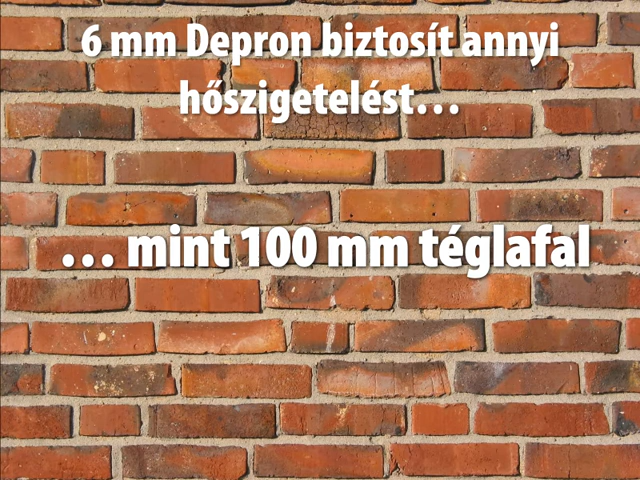 6 mm Depron biztosít annyi
hőszigetelést…
… mint 100 mm téglafal